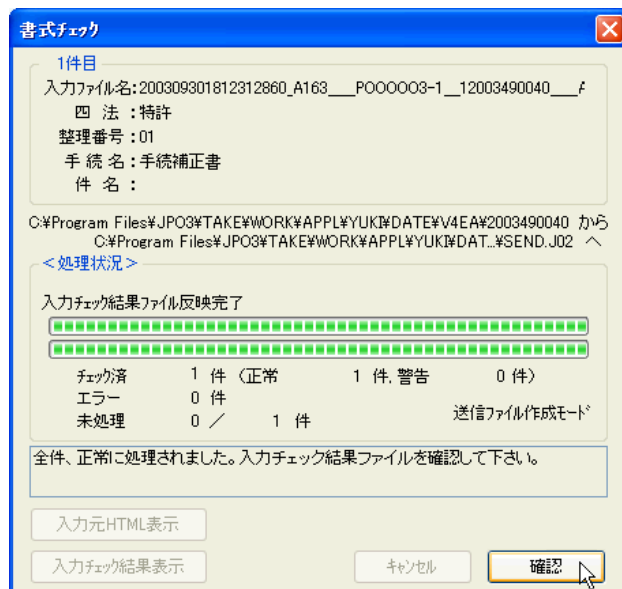 書式ﾁｪｯｸ
1件目
入力ﾌｧｲﾙ名:200309301812312860_A163___P000003-1__12003490040___A
四 法 :特許
整理番号:01
手 続 名:手続補正書
件 名 :
C:¥Program Files¥JPO3¥TAKE¥WORK¥APPL¥YUKI¥DATE¥V4EA¥2003490040 から
C:¥Program Files¥JPO3¥TAKE¥WORK¥APPL¥YUKI¥DAT...¥SEND.J02 へ
＜処理状況＞
入力ﾁｪｯｸ結果ﾌｧｲﾙ反映完了
ﾁｪｯｸ済 1 件 (正常 1 件, 警告 0 件)
エラー 0 件
未処理 0 ／ 1 件 送信ﾌｧｲﾙ作成ﾓｰﾄﾞ
全件、正常に処理されました。入力チェック結果ファイルを確認して下さい。
入力元HTML表示
入力ﾁｪｯｸ結果表示 ｷｬﾝｾﾙ 確認